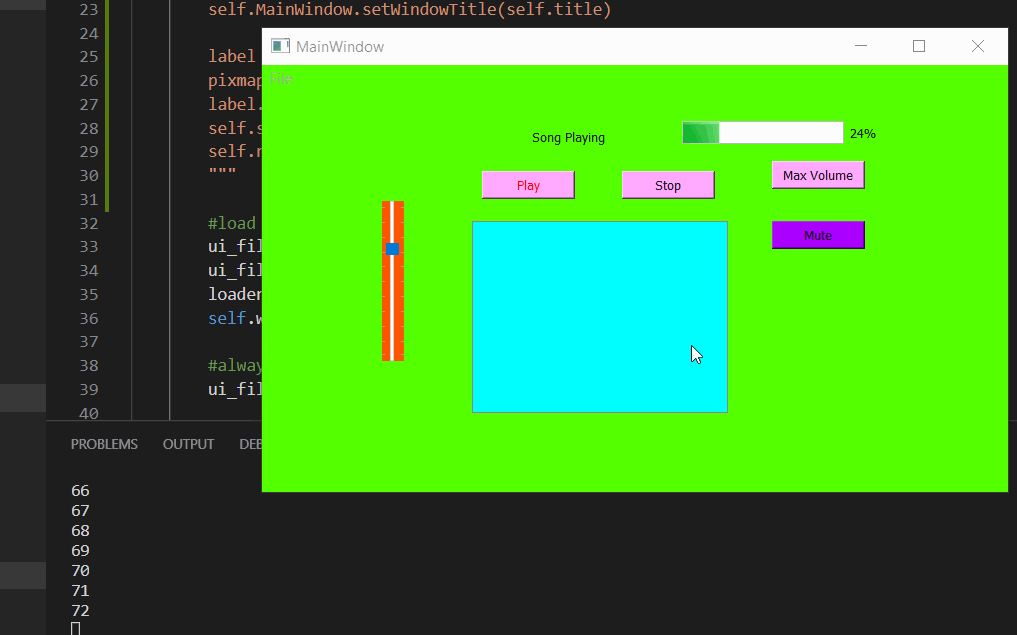 23 self.MainWindow.setWindowTitle(self.title)
24
25 label
26 pixmap
27 label.
28 self.s
29 self.r
30 """
31
32 #load
33 ui_fil
34 ui_fil
35 loader
36 self.w
37
38 #alway
39 ui_fil
40
MainWindow
File
Song Playing
24%
Play
Stop
Max Volume
Mute
PROBLEMS OUTPUT DEB
66
67
68
69
70
71
72